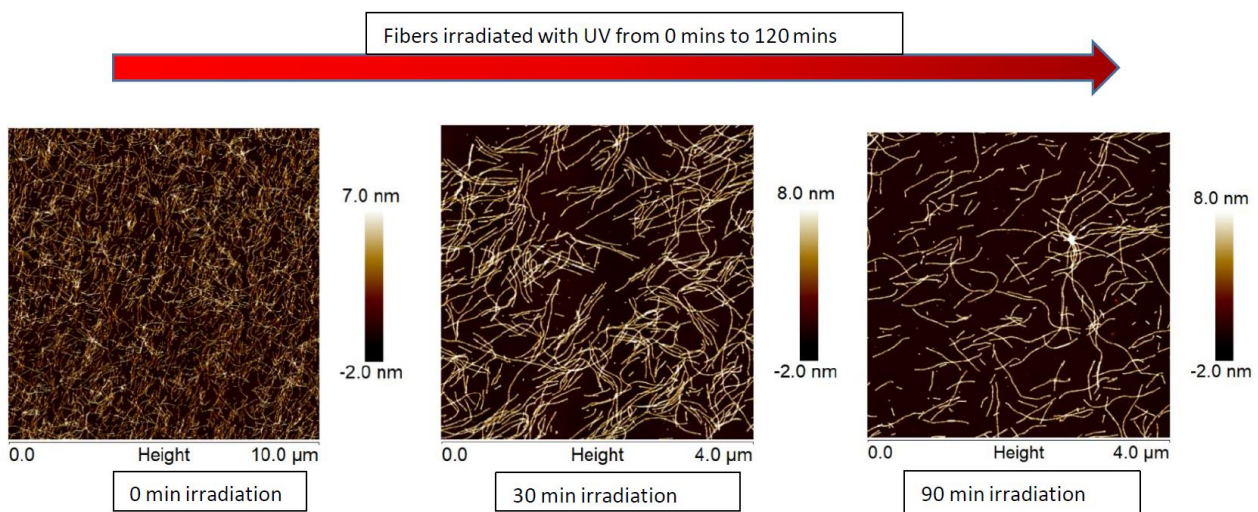 Fibers irradiated with UV from 0 mins to 120 mins
7.0 nm
-2.0 nm
0.0 Height 10.0 µm
0 min irradiation
8.0 nm
-2.0 nm
0.0 Height 4.0 µm
30 min irradiation
8.0 nm
-2.0 nm
0.0 Height 4.0 µm
90 min irradiation